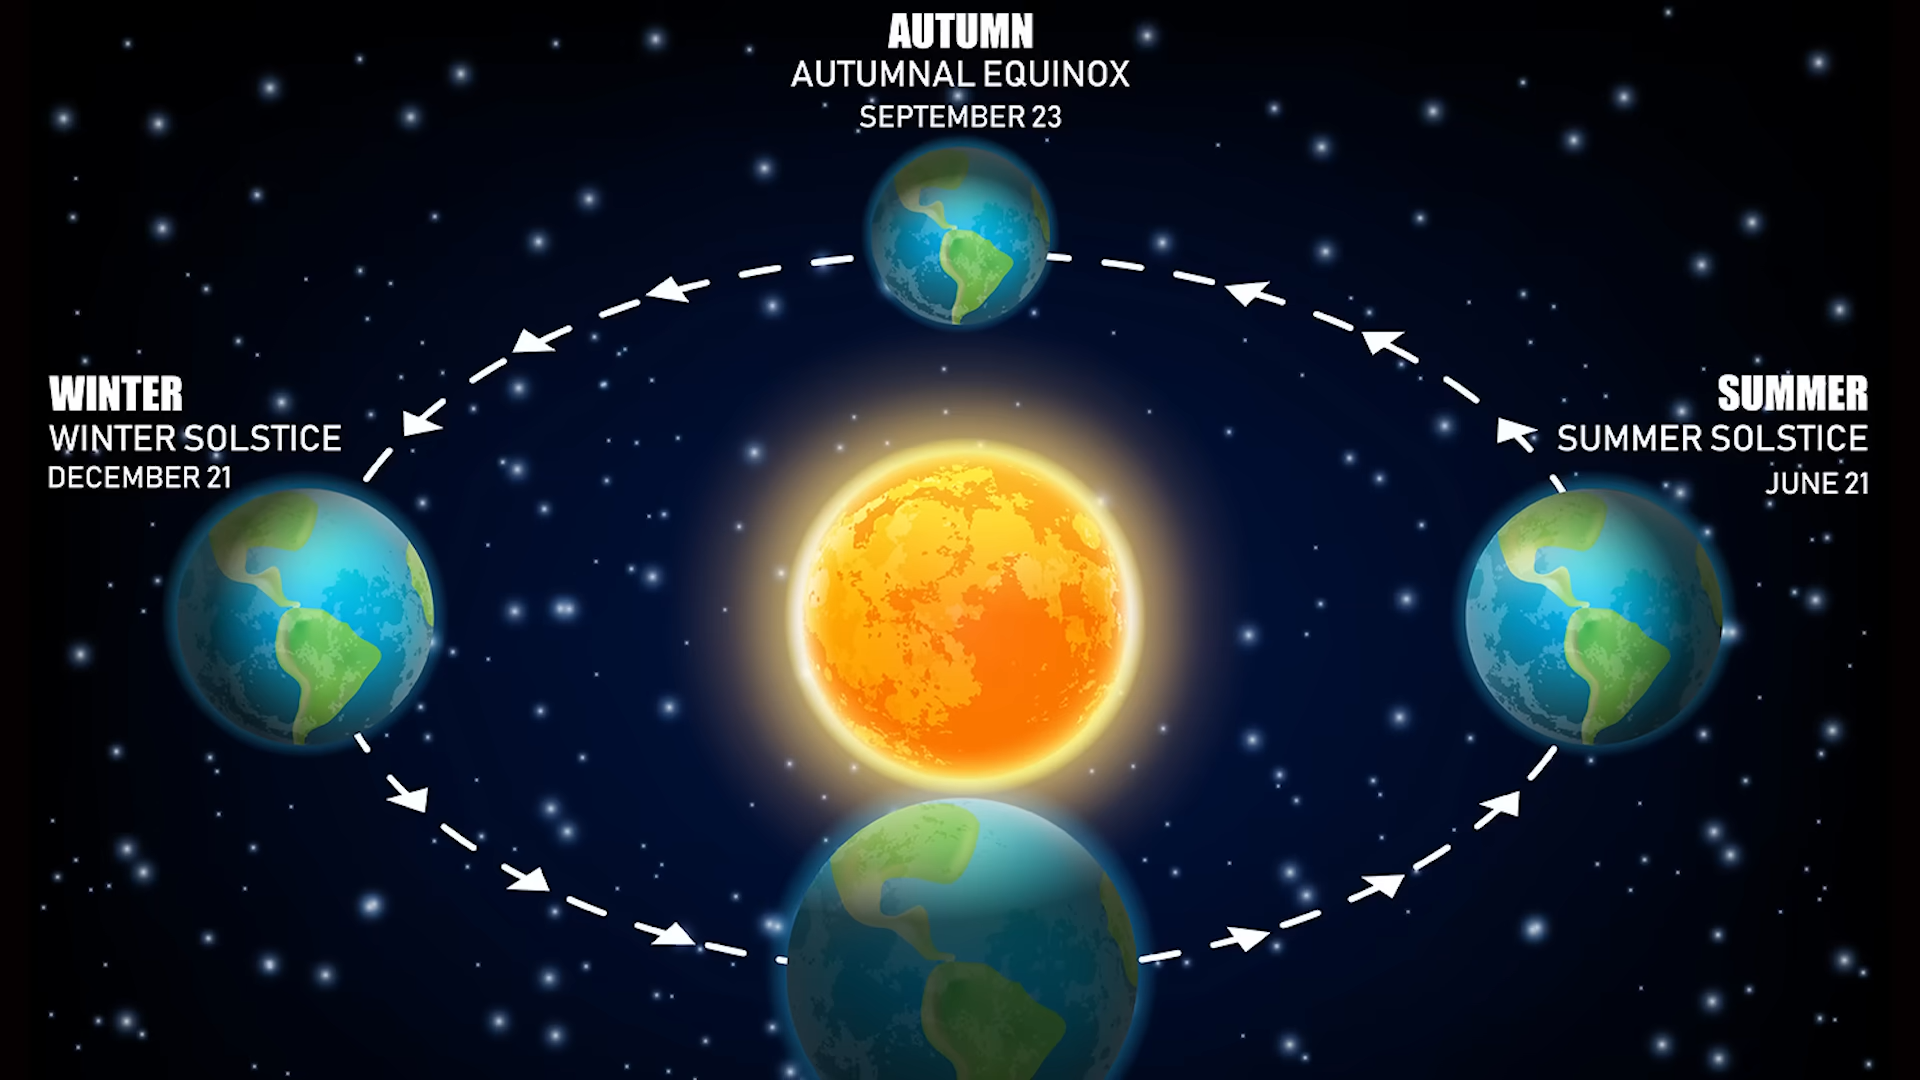 AUTUMN
AUTUMNAL EQUINOX
SEPTEMBER 23
WINTER
WINTER SOLSTICE
DECEMBER 21
SUMMER
SUMMER SOLSTICE
JUNE 21